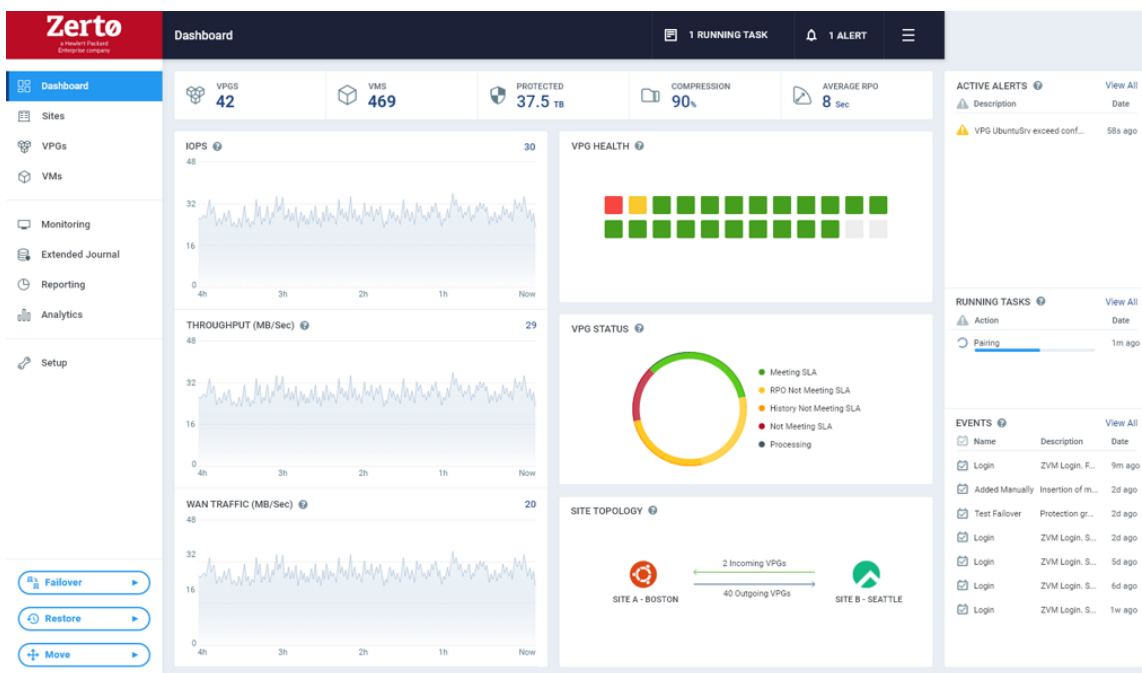 Zertø
a Hewlett Packard
Enterprise company
Dashboard
1 RUNNING TASK
1 ALERT
Dashboard
Sites
VPGs
VMs
Monitoring
Extended Journal
Reporting
Analytics
Setup
Failover
Restore
Move
VPGS
42
VMS
469
PROTECTED
37.5 TB
COMPRESSION
90%
AVERAGE RPO
8 Sec
IOPS
30
48
32
16
0
4h 3h 2h 1h Now
THROUGHPUT (MB/Sec)
29
48
32
16
0
4h 3h 2h 1h Now
WAN TRAFFIC (MB/Sec)
20
48
32
16
0
4h 3h 2h 1h Now
VPG HEALTH
VPG STATUS
Meeting SLA
RPO Not Meeting SLA
History Not Meeting SLA
Not Meeting SLA
Processing
SITE TOPOLOGY
2 Incoming VPGs
40 Outgoing VPGs
SITE A - BOSTON
SITE B - SEATTLE
ACTIVE ALERTS View All
Description Date
VPG UbuntuSrv exceed conf... 58s ago
RUNNING TASKS View All
Action Date
Pairing 1m ago
EVENTS View All
Name Description Date
Login ZVM Login. F... 9m ago
Added Manually Insertion of m... 2d ago
Test Failover Protection gr... 2d ago
Login ZVM Login. S... 2d ago
Login ZVM Login. S... 5d ago
Login ZVM Login. S... 6d ago
Login ZVM Login. S... 1w ago